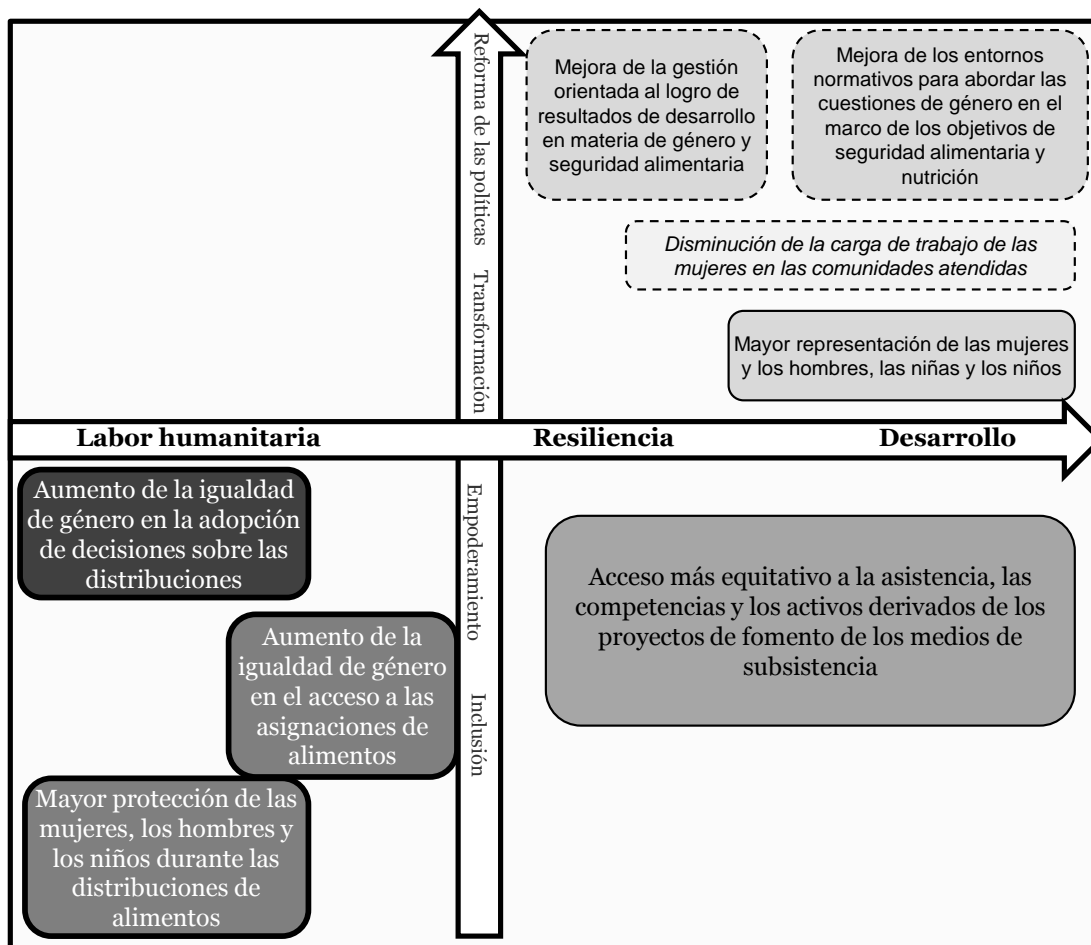 Reforma de las políticas
Transformación
Mejora de la gestión
orientada al logro de
resultados de desarrollo
en materia de género y
seguridad alimentaria
Mejora de los entornos
normativos para abordar las
cuestiones de género en el
marco de los objetivos de
seguridad alimentaria y
nutrición
Disminución de la carga de trabajo de las
mujeres en las comunidades atendidas
Mayor representación de las mujeres
y los hombres, las niñas y los niños
Labor humanitaria
Resiliencia
Desarrollo
Aumento de la igualdad
de género en la adopción
de decisiones sobre las
distribuciones
Empoderamiento
Inclusión
Acceso más equitativo a la asistencia, las
competencias y los activos derivados de los
proyectos de fomento de los medios de
subsistencia
Aumento de la
igualdad de género
en el acceso a las
asignaciones de
alimentos
Mayor protección de las
mujeres, los hombres y
los niños durante las
distribuciones de
alimentos